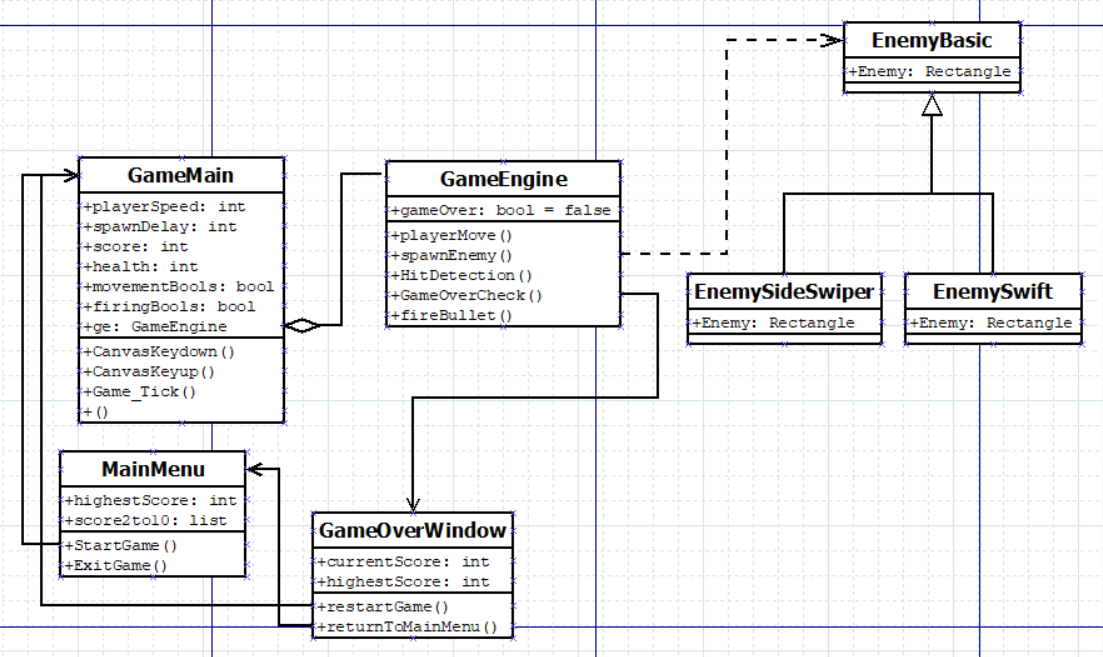 EnemyBasic
+Enemy: Rectangle
GameMain
+playerSpeed: int
+spawnDelay: int
+score: int
+health: int
+movementBools: bool
+firingBools: bool
+ge: GameEngine
+CanvasKeydown()
+CanvasKeyup()
+Game_Tick()
+()
GameEngine
+gameOver: bool = false
+playerMove()
+spawnEnemy()
+HitDetection()
+GameOverCheck()
+fireBullet()
EnemySideSwiper
+Enemy: Rectangle
EnemySwift
+Enemy: Rectangle
MainMenu
+highestScore: int
+score2to10: list
+StartGame()
+ExitGame()
GameOverWindow
+currentScore: int
+highestScore: int
+restartGame()
+returnToMainMenu()